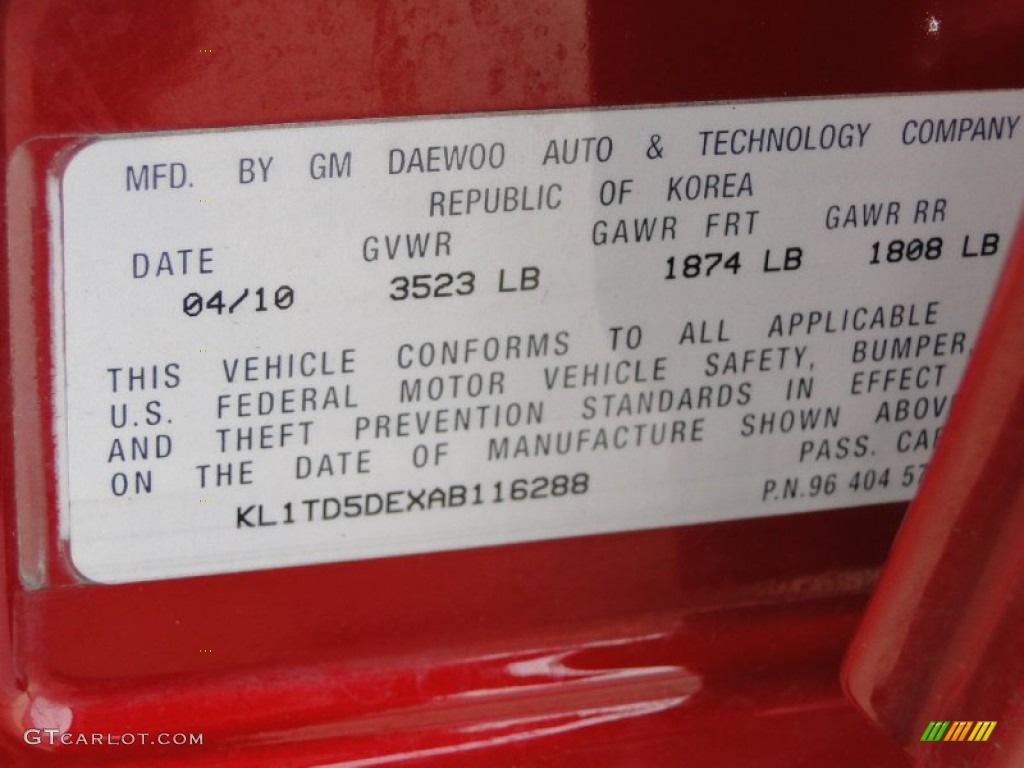 MFD. BY GM DAEWOO AUTO & TECHNOLOGY COMPANY
REPUBLIC OF KOREA
DATE GVWR GAWR FRT GAWR RR
04/10 3523 LB 1874 LB 1808 LB
THIS VEHICLE CONFORMS TO ALL APPLICABLE
U.S. FEDERAL MOTOR VEHICLE SAFETY, BUMPER,
AND THEFT PREVENTION STANDARDS IN EFFECT
ON THE DATE OF MANUFACTURE SHOWN
PASS.
KL1TD5DEXAB116288
P.N.96 404
GTCARLOT.COM